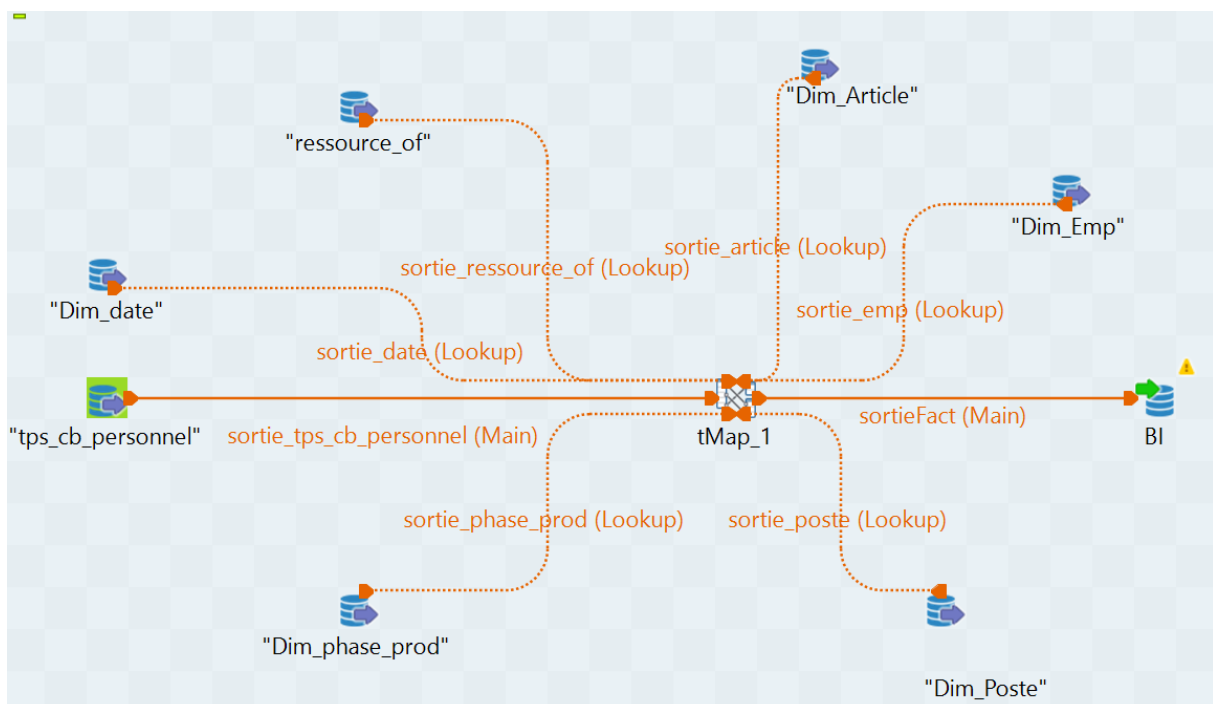 "Dim_Article"
"ressource_of"
"Dim_Emp"
sortie_article (Lookup)
sortie_ressource_of (Lookup)
"Dim_date"
sortie_emp (Lookup)
sortie_date (Lookup)
sortieFact (Main)
"tps_cb_personnel"
sortie_tps_cb_personnel (Main)
tMap_1
BI
sortie_phase_prod (Lookup)
sortie_poste (Lookup)
"Dim_phase_prod"
"Dim_Poste"